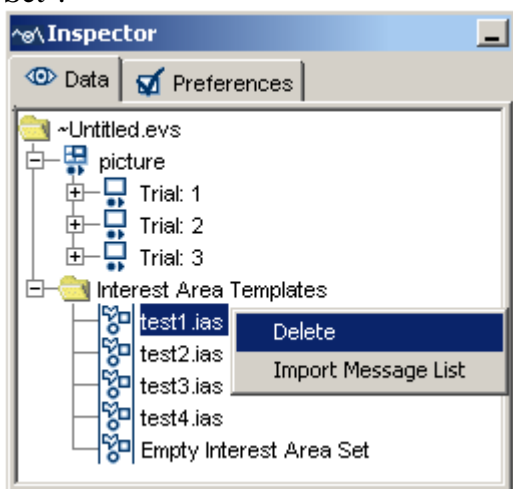 Set .
Inspector
Data Preferences
~Untitled.evs
picture
Trial: 1
Trial: 2
Trial: 3
Interest Area Templates
test1.ias
Delete
test2.ias
Import Message List
test3.ias
test4.ias
Empty Interest Area Set